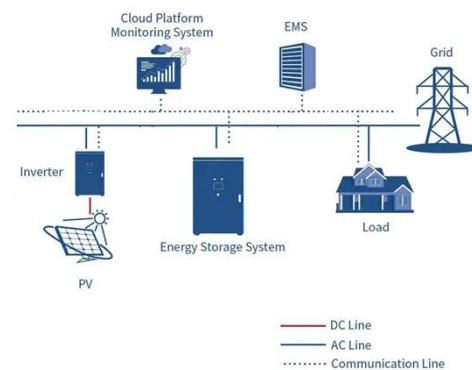 Cloud Platform
Monitoring System
EMS
Grid
Inverter
Energy Storage System
Load
PV
DC Line
AC Line
Communication Line